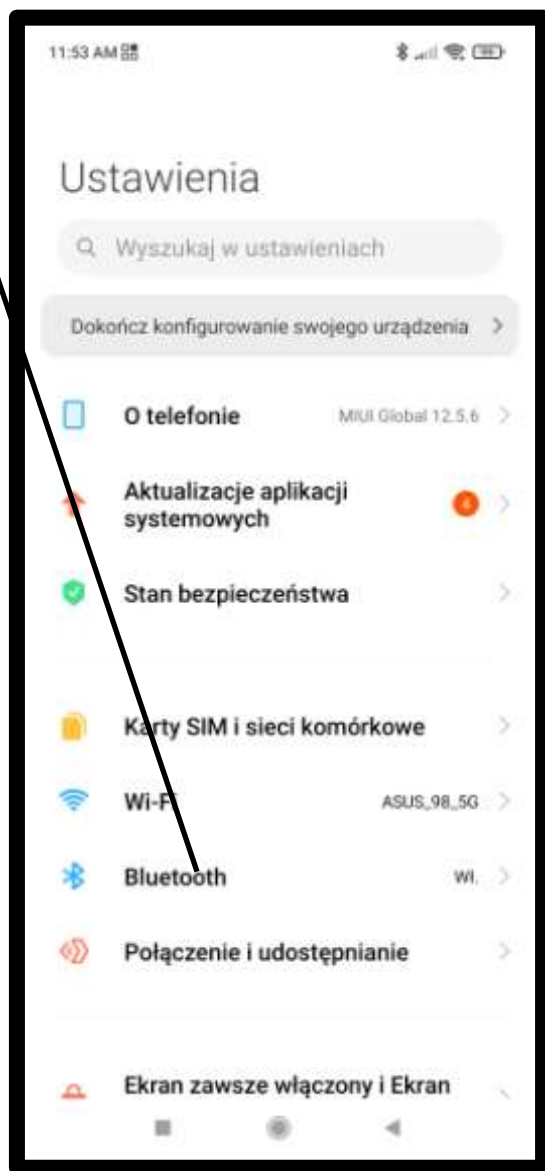 11:53 AM
Ustawienia
Wyszukaj w ustawieniach
Dokończ konfigurowanie swojego urządzenia
O telefonie MIUI Global 12.5.6
Aktualizacje aplikacji
systemowych 4
Stan bezpieczeństwa
Karty SIM i sieci komórkowe
Wi-Fi ASUS_98_5G
Bluetooth Wł.
Połączenie i udostępnianie
Ekran zawsze włączony i Ekran